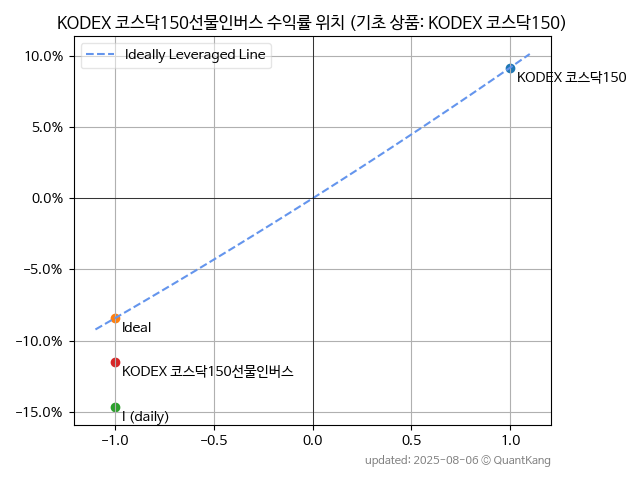 KODEX 코스닥150선물인버스 수익률 위치 (기초 상품: KODEX 코스닥150)
10.0%
5.0%
0.0%
−5.0%
−10.0%
−15.0%
Ideally Leveraged Line
KODEX 코스닥150
Ideal
KODEX 코스닥150선물인버스
I (daily)
−1.0 −0.5 0.0 0.5 1.0
updated: 2025-08-06 © QuantKang